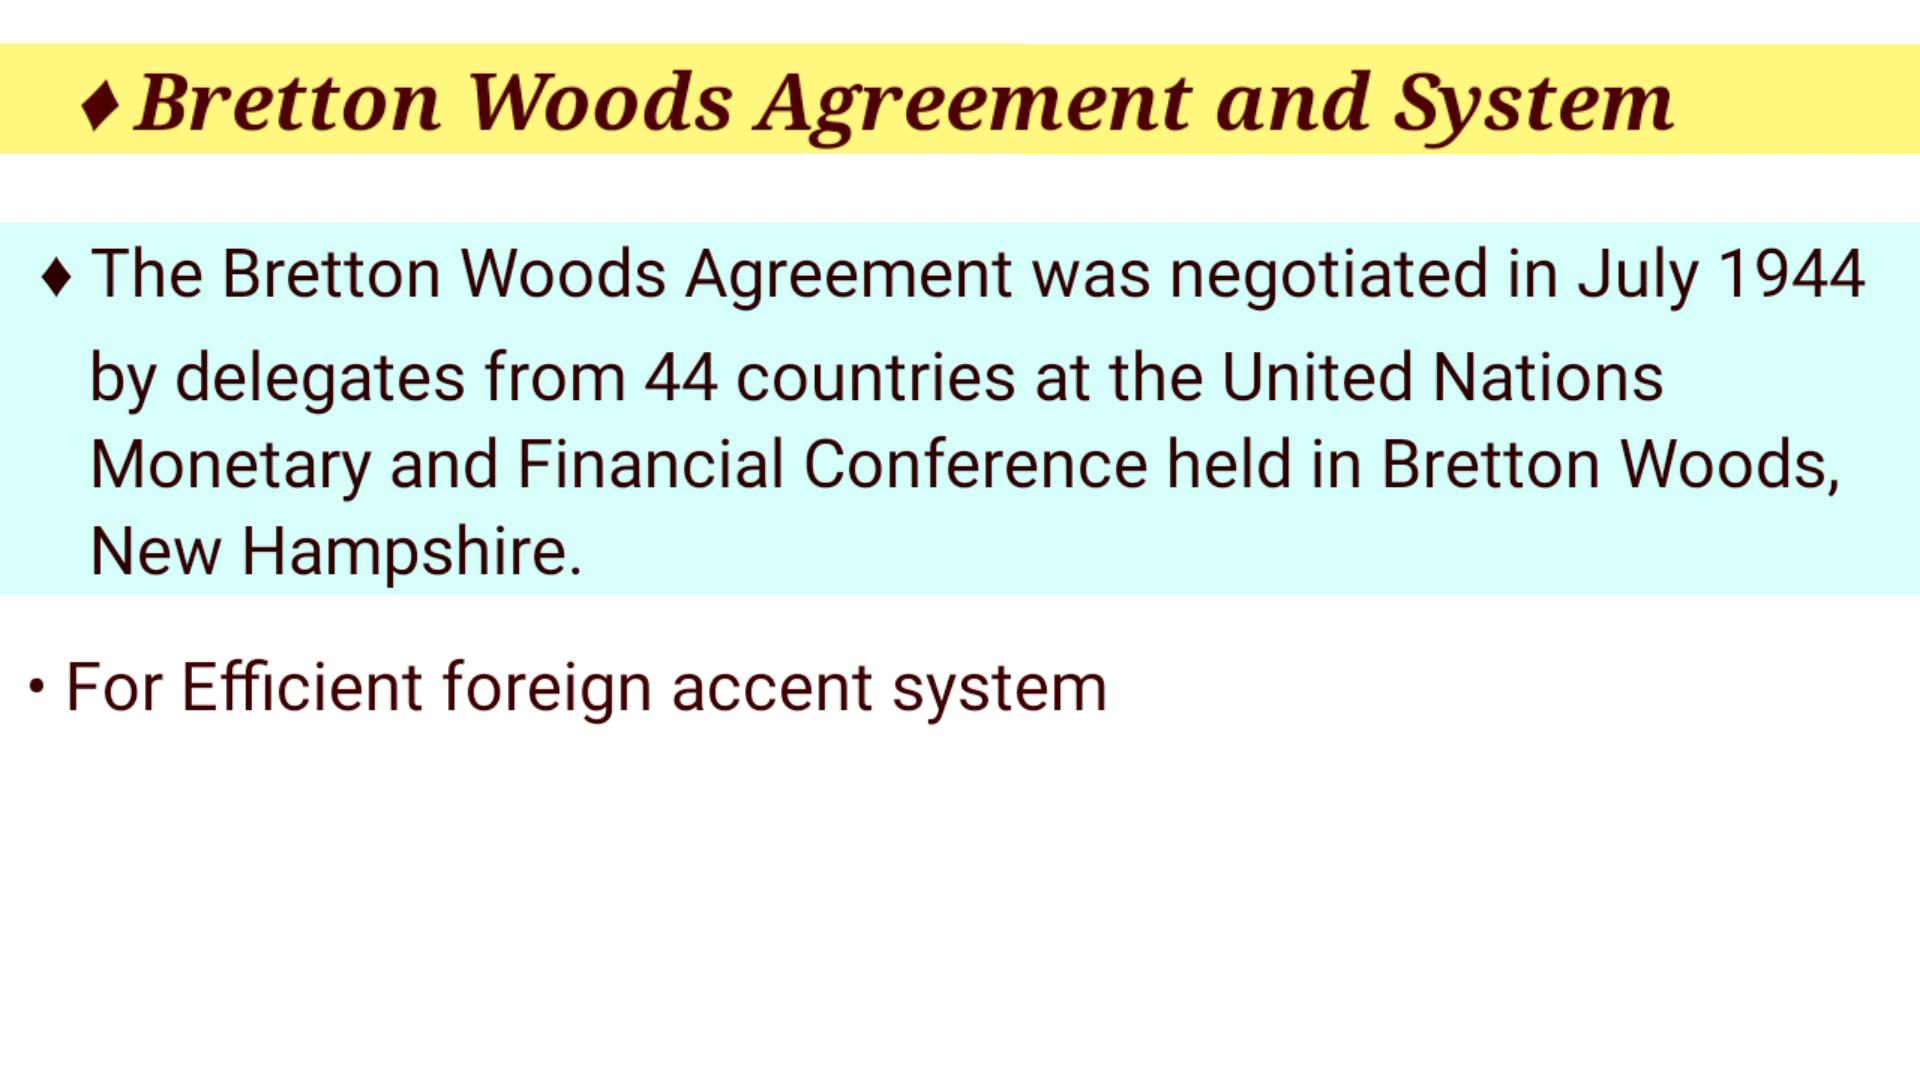 ♦ Bretton Woods Agreement and System
♦ The Bretton Woods Agreement was negotiated in July 1944
by delegates from 44 countries at the United Nations
Monetary and Financial Conference held in Bretton Woods,
New Hampshire.
• For Efficient foreign accent system